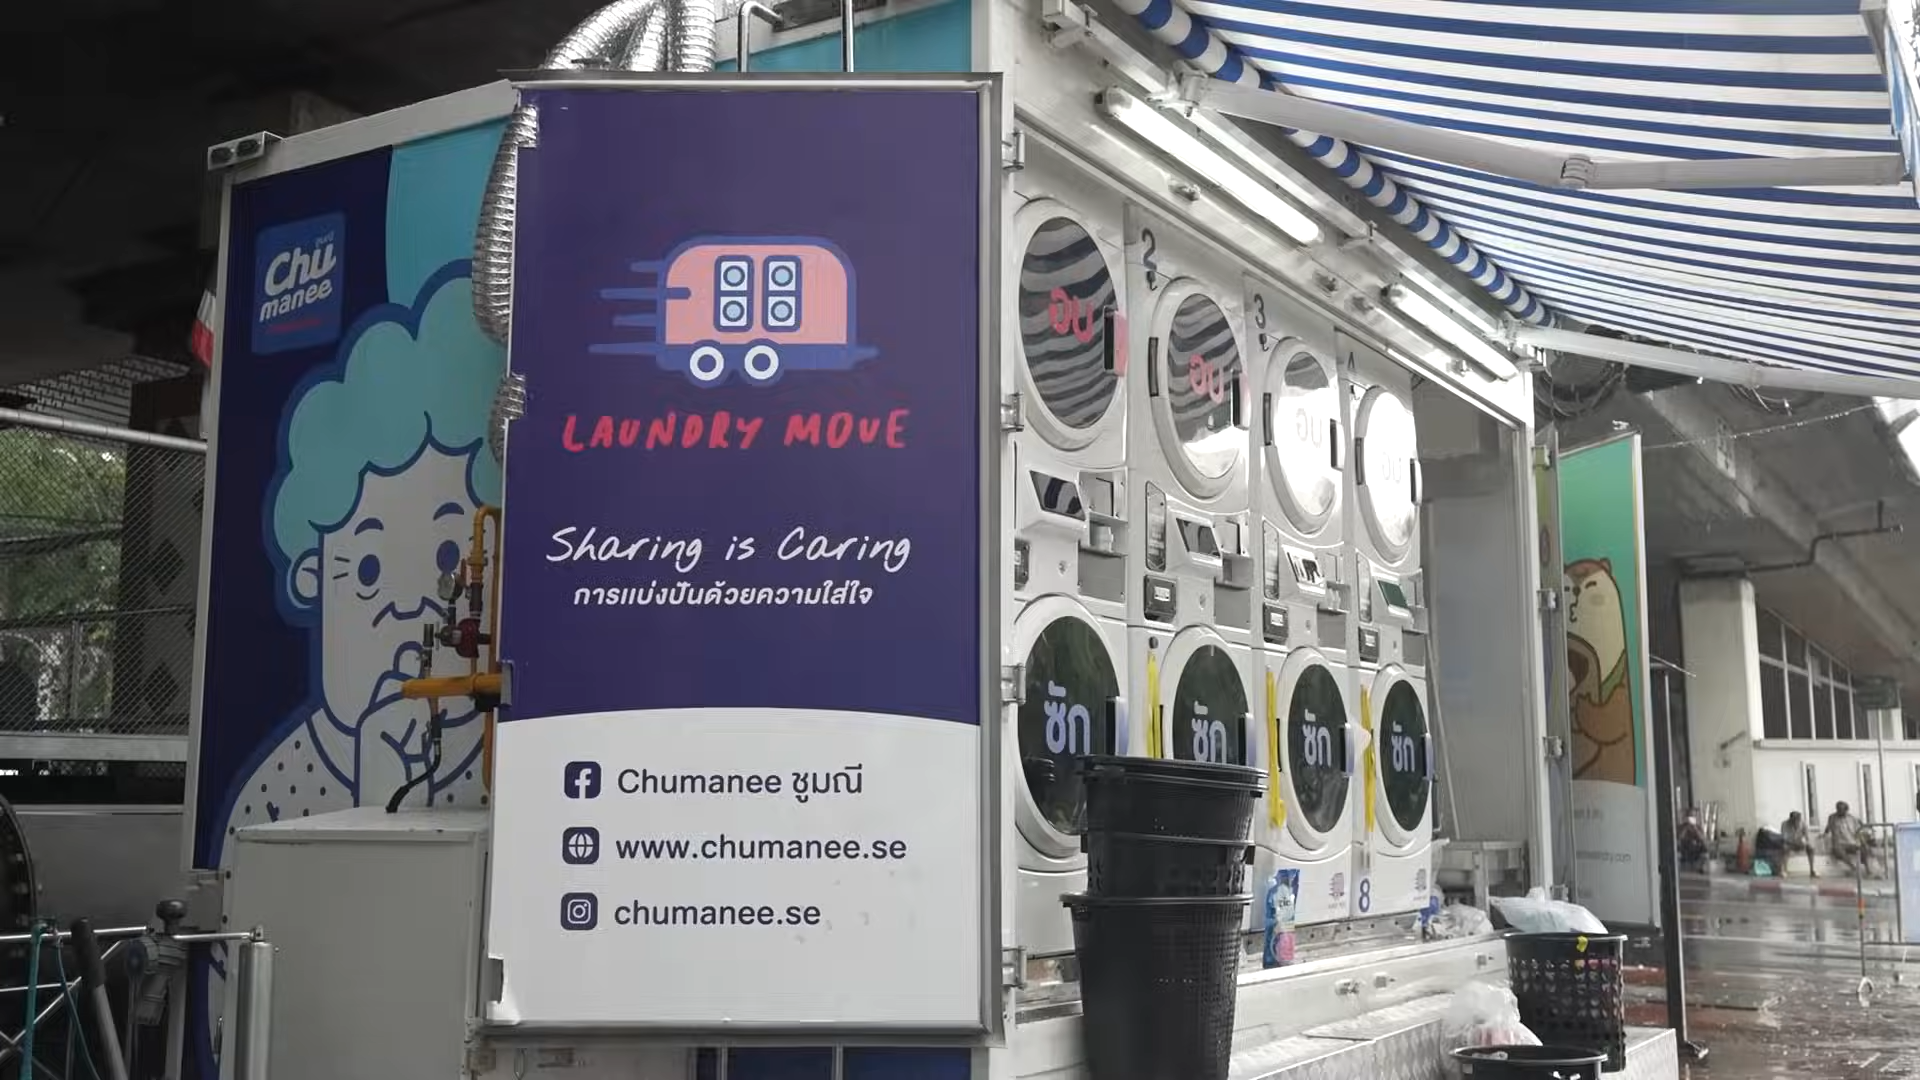 Chu
manee
LAUNDRY MOVE
Sharing is Caring
การแบ่งปันด้วยความใส่ใจ
Chumanee ชูมณี
www.chumanee.se
chumanee.se
2
3
4
อบ
อบ
อบ
อบ
ซัก
ซัก
ซัก
ซัก
8